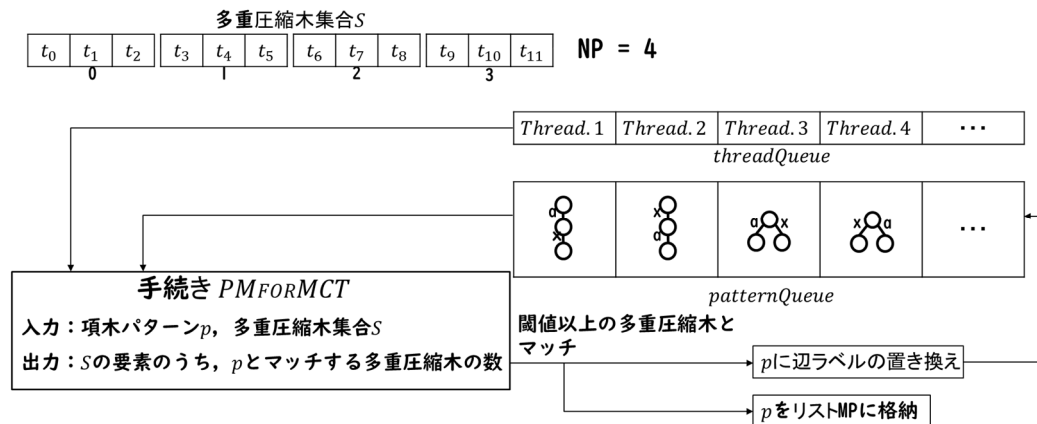 多重圧縮木集合S
t₀ t₁ t₂ t₃ t₄ t₅ t₆ t₇ t₈ t₉ t₁₀ t₁₁ NP = 4
0 1 2 3
Thread.1 Thread.2 Thread.3 Thread.4 ⋯
threadQueue
a x x a a x x a ⋯
patternQueue
手続き PMFORMCT
入力：項木パターンp，多重圧縮木集合S
出力：Sの要素のうち，pとマッチする多重圧縮木の数
閾値以上の多重圧縮木と
マッチ
pに辺ラベルの置き換え
pをリストMPに格納